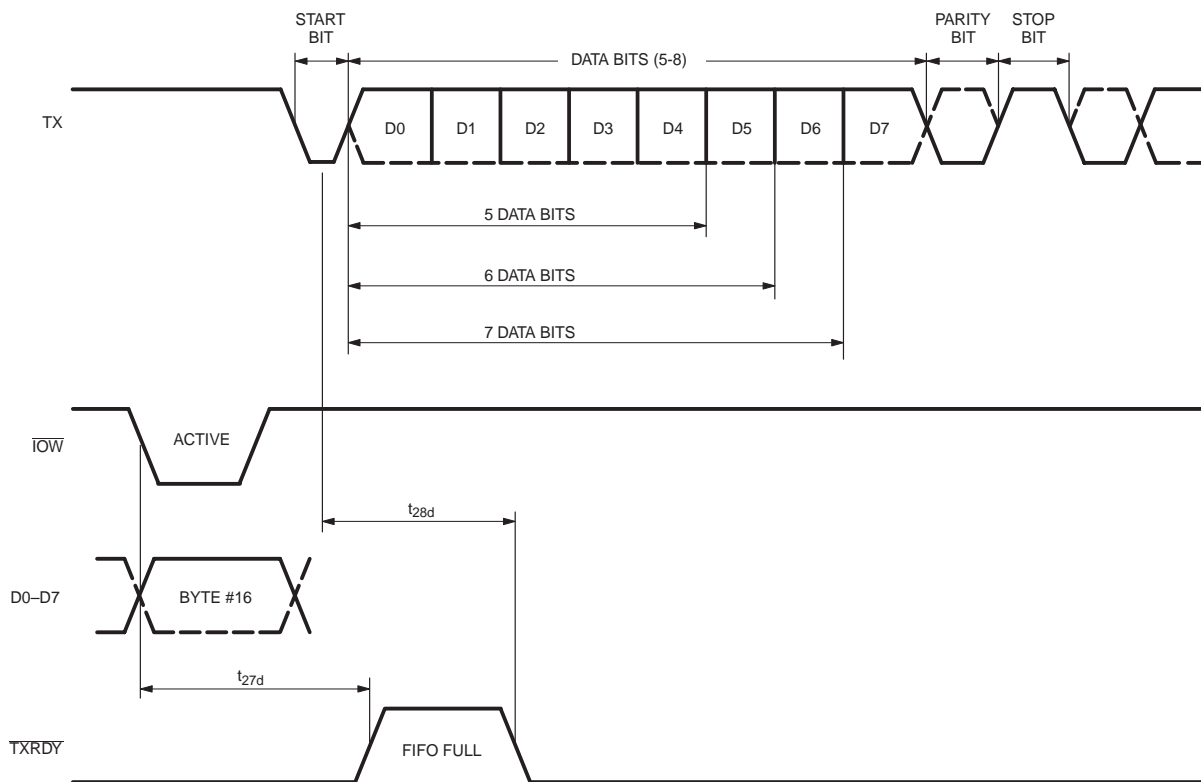 START
BIT
DATA BITS (5-8)
PARITY
BIT
STOP
BIT
TX
D0
D1
D2
D3
D4
D5
D6
D7
5 DATA BITS
6 DATA BITS
7 DATA BITS
IOW
ACTIVE
t28d
D0–D7
BYTE #16
t27d
TXRDY
FIFO FULL